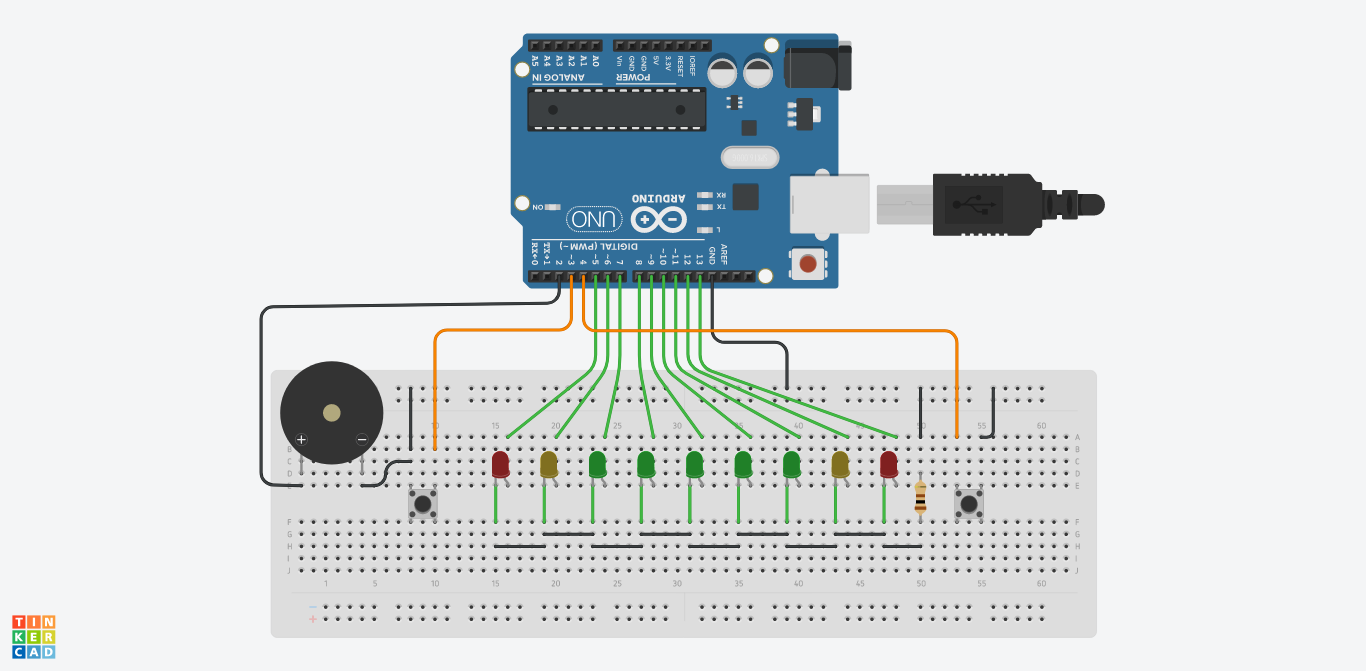 A5 A4 A3 A2 A1 A0 Vin GND GND 5V 3.3V RESET IOREF
ANALOG IN POWER
RX
TX
ARDUINO
ON
UNO
L
DIGITAL (PWM ~)
RX←0 TX→1 2 ~3 4 ~5 ~6 7 8 ~9 ~10 ~11 12 13 GND AREF
10 15 20 25 30 35 40 45 50 55 60
A A
B B
C C
D D
E E
F F
G G
H H
I I
J J
1 5 10 15 20 25 30 35 40 45 50 55 60
TIN
KER
CAD